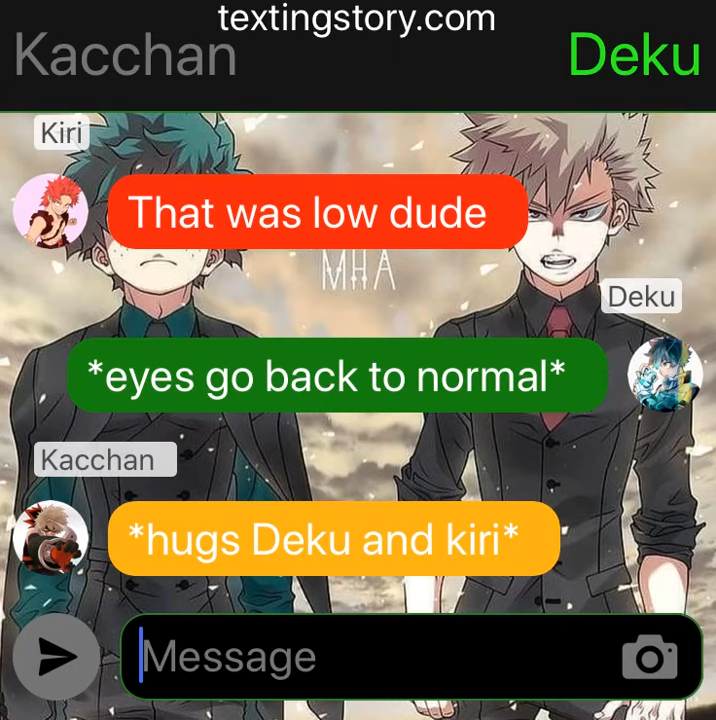 textingstory.com
Kacchan Deku
Kiri
That was low dude
MHA
Deku
*eyes go back to normal*
Kacchan
*hugs Deku and kiri*
Message